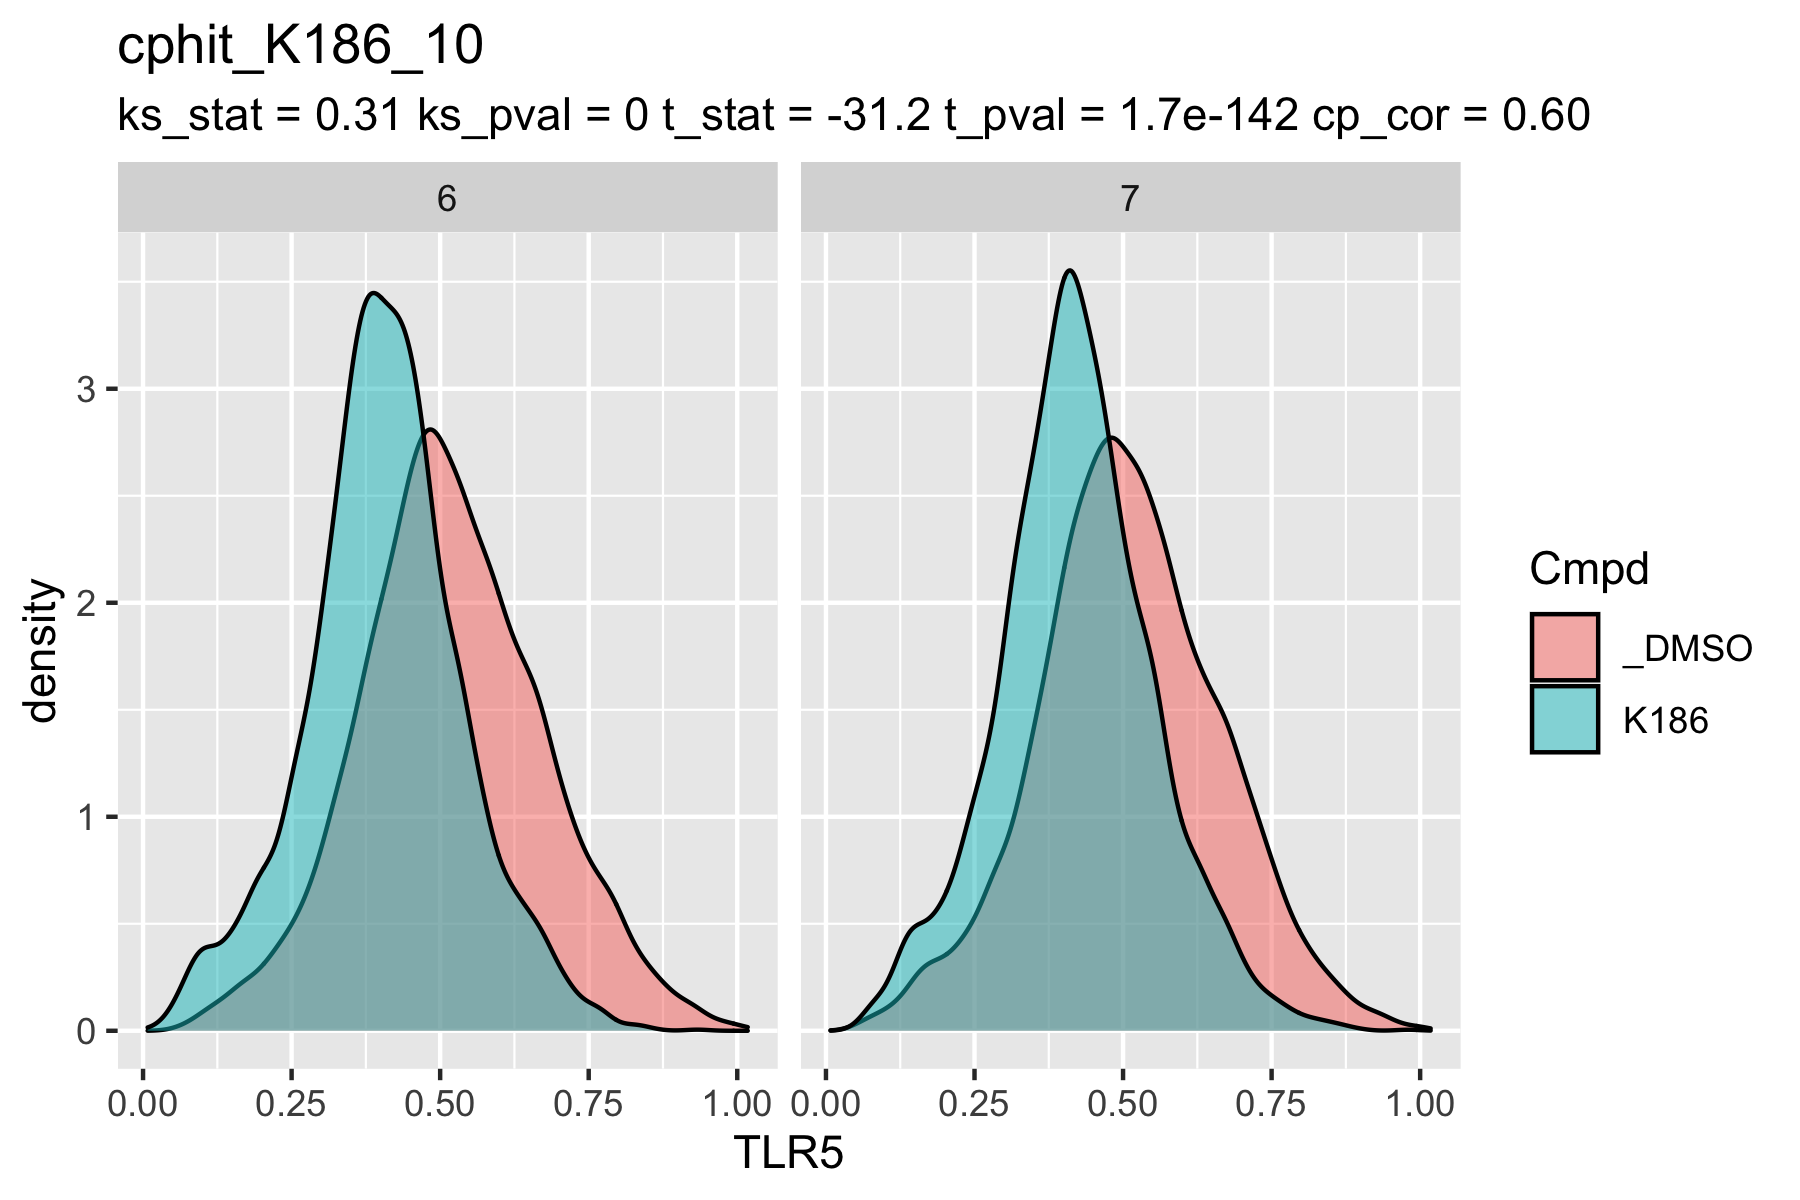 cphit_K186_10
ks_stat = 0.31 ks_pval = 0 t_stat = -31.2 t_pval = 1.7e-142 cp_cor = 0.60
6
7
3
2
1
0
density
0.00 0.25 0.50 0.75 1.00
0.00 0.25 0.50 0.75 1.00
TLR5
Cmpd
_DMSO
K186